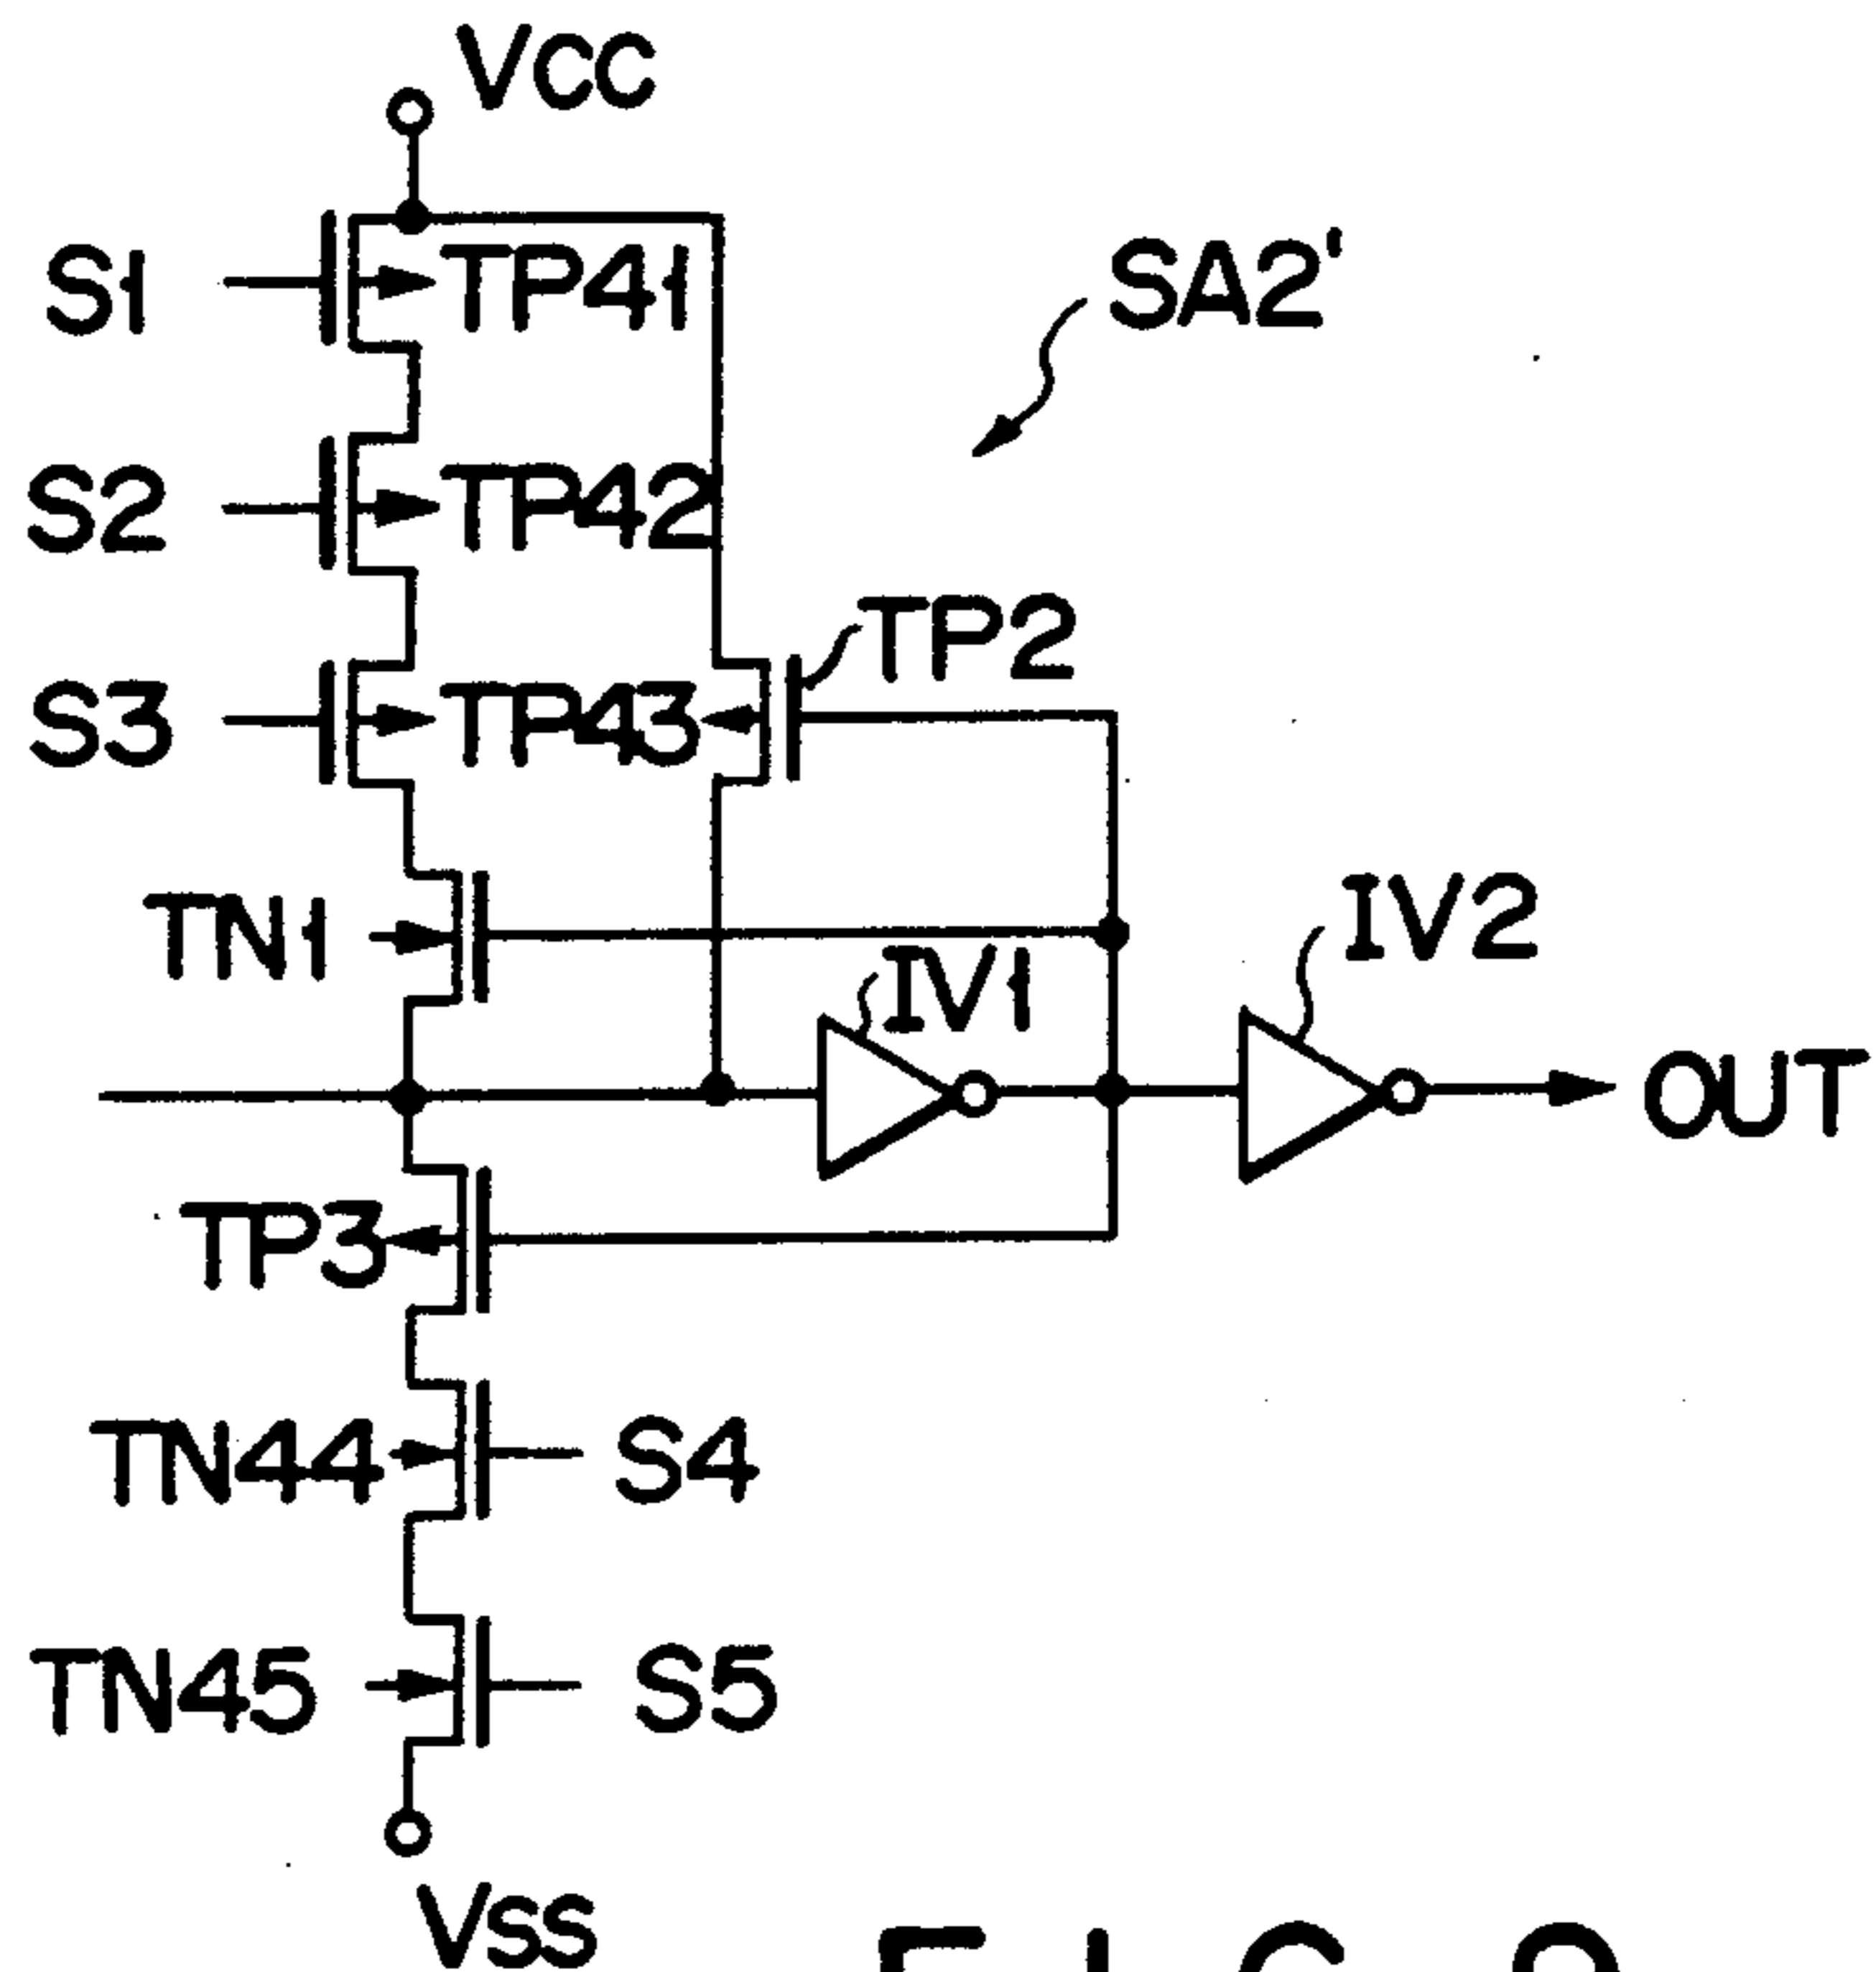 VCC
S1 TP41 SA2'
S2 TP42
TP2
S3 TP43
TN1 IV2
IV1
OUT
TP3
TN44 S4
TN45 S5
VSS